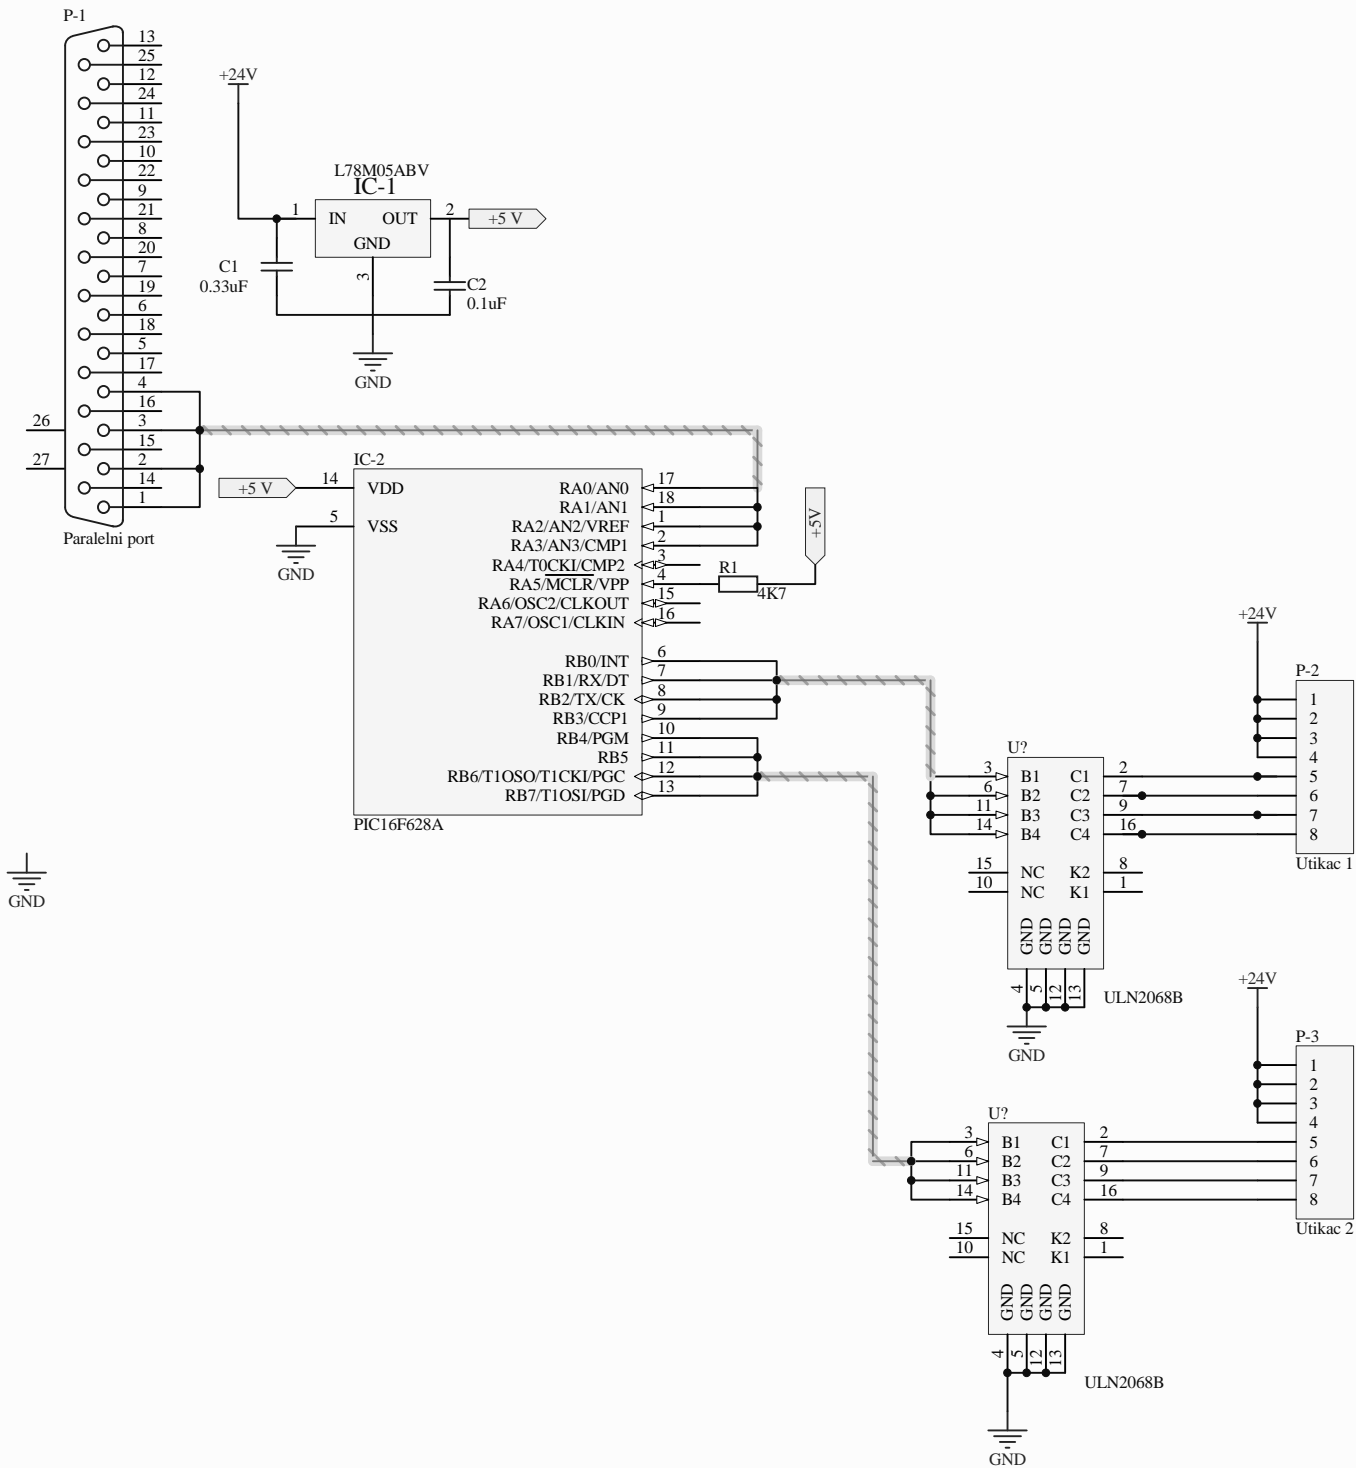 P-1
13
25
12
24
11
23
10
22
9
21
8
20
7
19
6
18
5
17
4
16
3
15
2
14
1
26
27
Paralelni port
+24V
L78M05ABV
IC-1
1 IN OUT 2 +5 V
GND
3
C1
0.33uF
C2
0.1uF
GND
IC-2
+5 V 14 VDD
5 VSS
GND
RA0/AN0 17
RA1/AN1 18
RA2/AN2/VREF 1
RA3/AN3/CMP1 2
RA4/T0CKI/CMP2 3
RA5/MCLR/VPP 4
RA6/OSC2/CLKOUT 15
RA7/OSC1/CLKIN 16
R1
4K7
+5V
RB0/INT 6
RB1/RX/DT 7
RB2/TX/CK 8
RB3/CCP1 9
RB4/PGM 10
RB5 11
RB6/T1OSO/T1CKI/PGC 12
RB7/T1OSI/PGD 13
PIC16F628A
GND
+24V
P-2
1
2
3
4
5
6
7
8
Utikac 1
U?
3 B1 C1 2
6 B2 C2 7
11 B3 C3 9
14 B4 C4 16
15 NC K2 8
10 NC K1 1
GND GND GND GND
4 5 12 13
ULN2068B
GND
+24V
P-3
1
2
3
4
5
6
7
8
Utikac 2
U?
3 B1 C1 2
6 B2 C2 7
11 B3 C3 9
14 B4 C4 16
15 NC K2 8
10 NC K1 1
GND GND GND GND
4 5 12 13
ULN2068B
GND